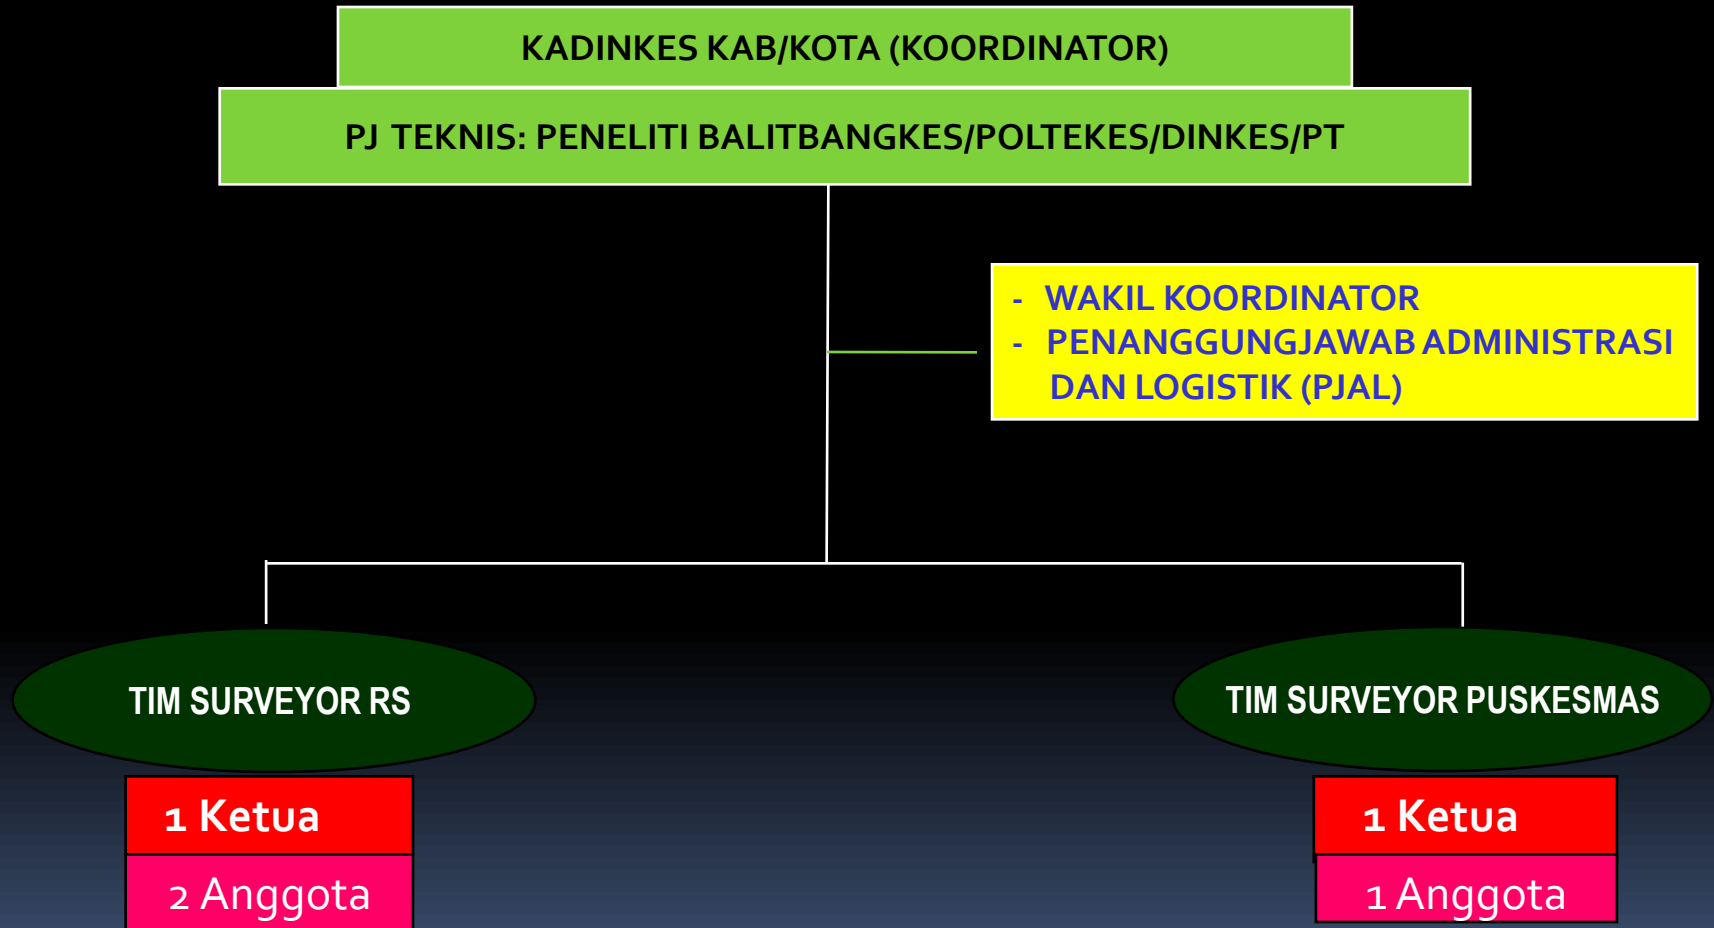 KADINKES KAB/KOTA (KOORDINATOR)
PJ TEKNIS: PENELITI BALITBANGKES/POLTEKES/DINKES/PT
- WAKIL KOORDINATOR
- PENANGGUNGJAWAB ADMINISTRASI
DAN LOGISTIK (PJAL)
TIM SURVEYOR RS
TIM SURVEYOR PUSKESMAS
1 Ketua
1 Ketua
2 Anggota
1 Anggota